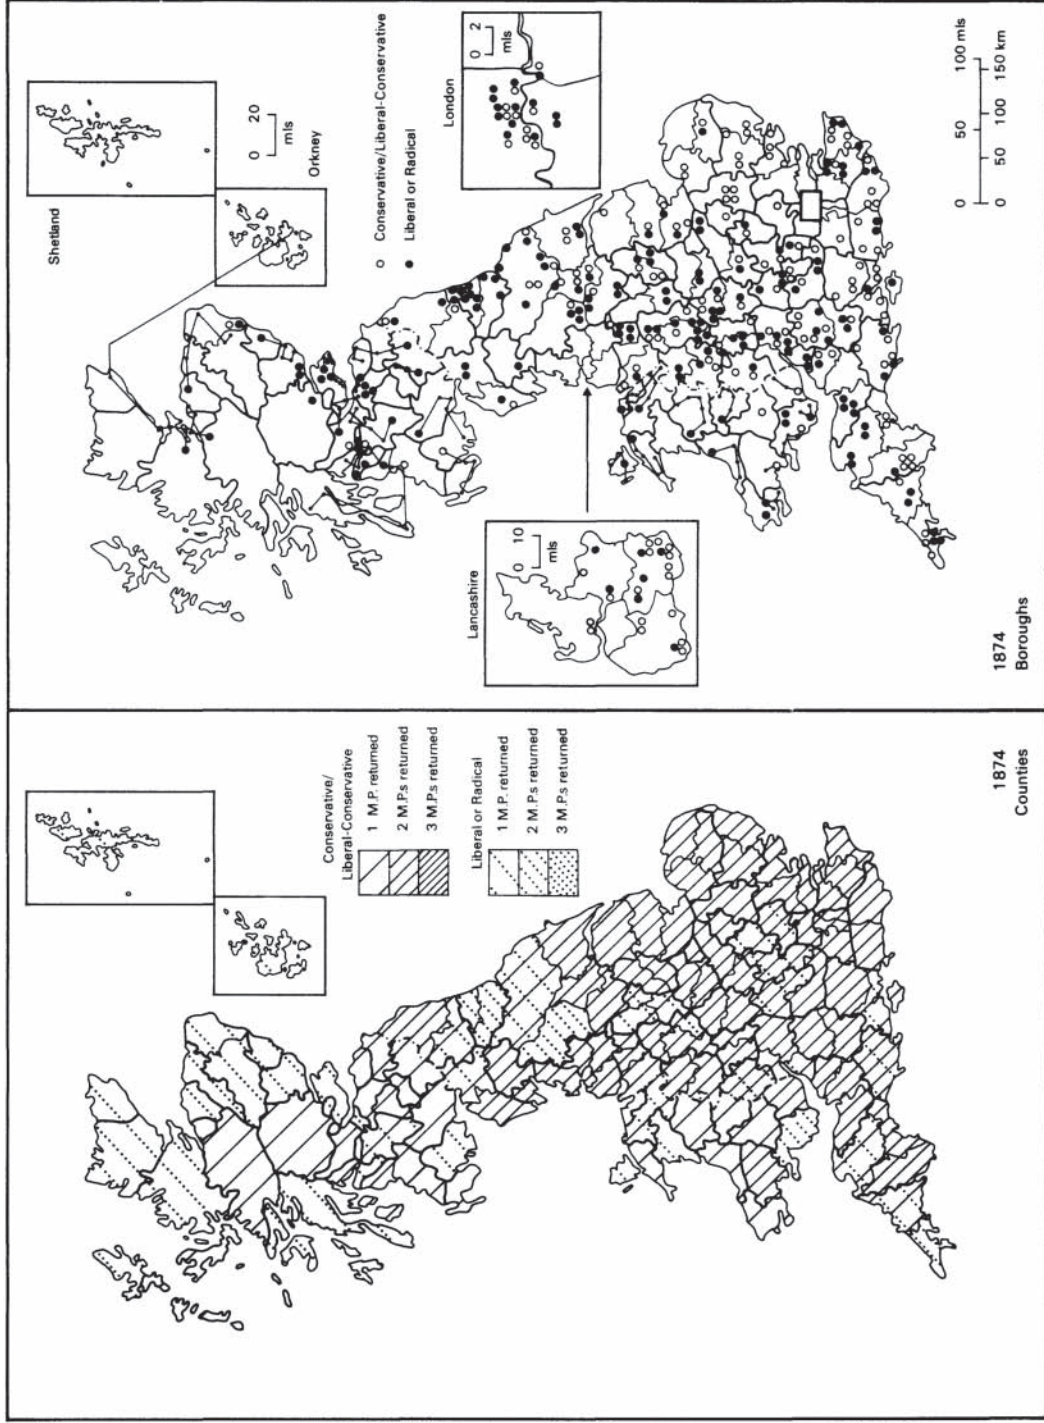 1874
Counties
Conservative/
Liberal-Conservative
1 M.P. returned
2 M.P.s returned
3 M.P.s returned
Liberal or Radical
1 M.P. returned
2 M.P.s returned
3 M.P.s returned
1874
Boroughs
Shetland
0 20
mls
Orkney
○ Conservative/Liberal-Conservative
● Liberal or Radical
London
0 2
mls
Lancashire
0 10
mls
0 50 100 mls
0 50 100 150 km